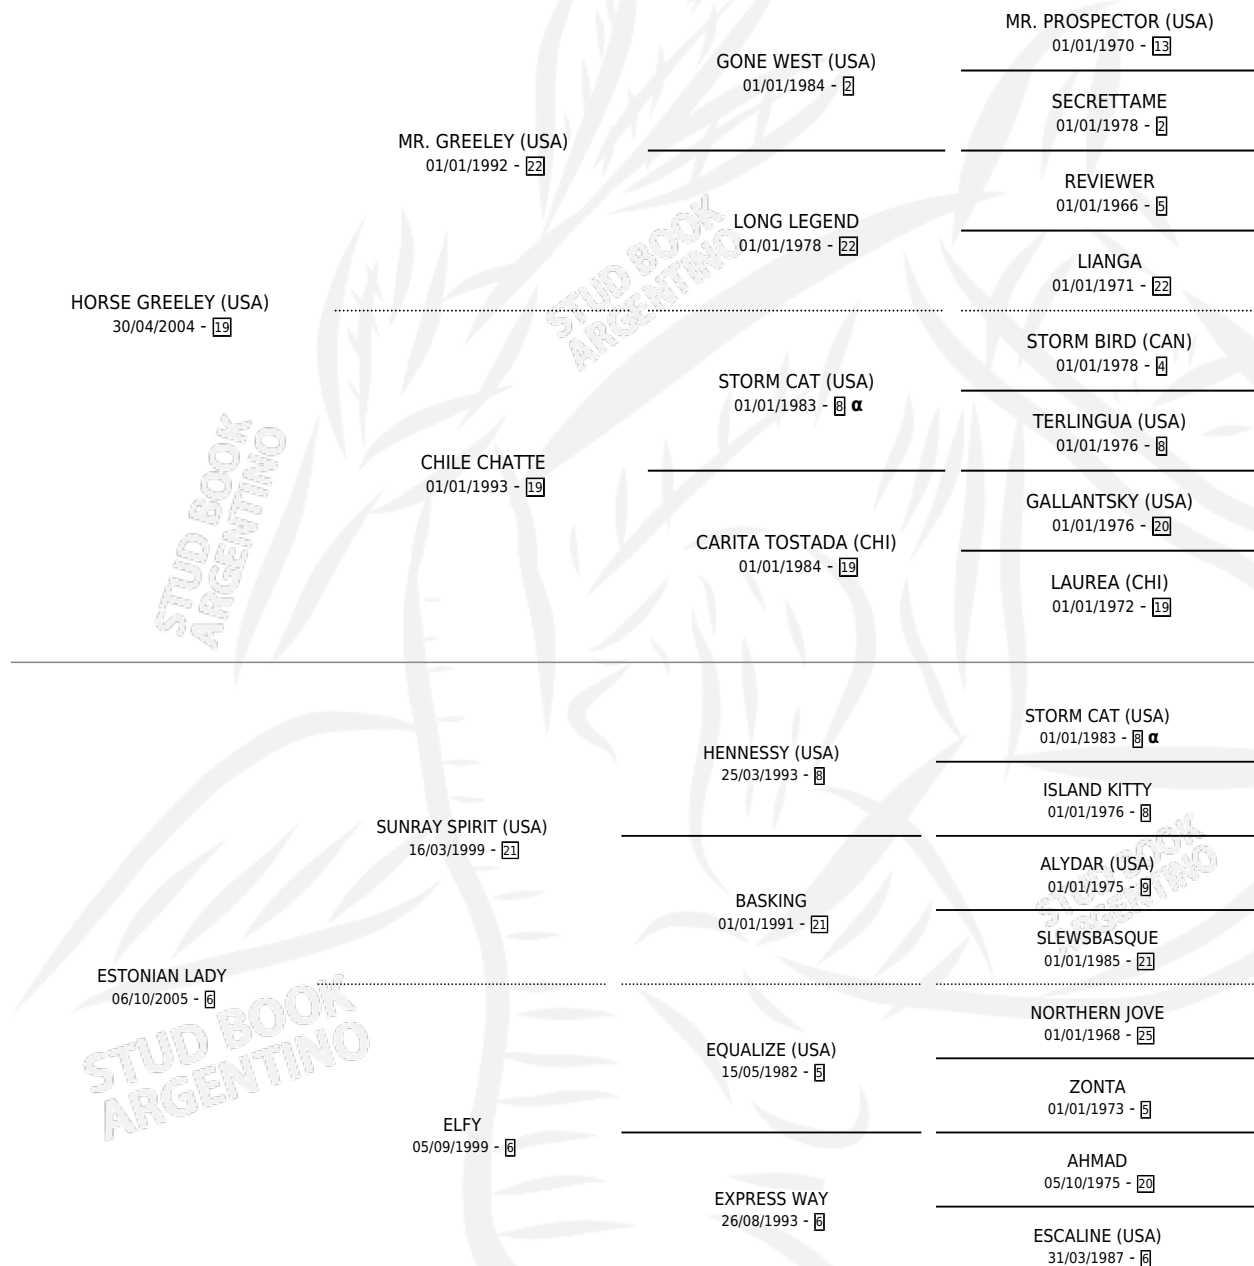 MR. PROSPECTOR (USA)
01/01/1970 - 13
GONE WEST (USA)
01/01/1984 - 2
SECRETTAME
01/01/1978 - 2
MR. GREELEY (USA)
01/01/1992 - 22
REVIEWER
01/01/1966 - 5
LONG LEGEND
01/01/1978 - 22
LIANGA
01/01/1971 - 22
HORSE GREELEY (USA)
30/04/2004 - 19
STUD BOOK
ARGENTINO
STORM BIRD (CAN)
01/01/1978 - 4
STORM CAT (USA)
01/01/1983 - 8 α
TERLINGUA (USA)
01/01/1976 - 8
CHILE CHATTE
01/01/1993 - 19
GALLANTSKY (USA)
01/01/1976 - 20
CARITA TOSTADA (CHI)
01/01/1984 - 19
LAUREA (CHI)
01/01/1972 - 19
STUD BOOK
ARGENTINO
STORM CAT (USA)
01/01/1983 - 8 α
HENNESSY (USA)
25/03/1993 - 8
ISLAND KITTY
01/01/1976 - 8
SUNRAY SPIRIT (USA)
16/03/1999 - 21
ALYDAR (USA)
01/01/1975 - 9
BASKING
01/01/1991 - 21
SLEWSBASQUE
01/01/1985 - 21
STUD BOOK
ARGENTINO
ESTONIAN LADY
06/10/2005 - 6
STUD BOOK
ARGENTINO
NORTHERN JOVE
01/01/1968 - 25
EQUALIZE (USA)
15/05/1982 - 5
ZONTA
01/01/1973 - 5
ELFY
05/09/1999 - 6
AHMAD
05/10/1975 - 20
EXPRESS WAY
26/08/1993 - 6
ESCALINE (USA)
31/03/1987 - 6